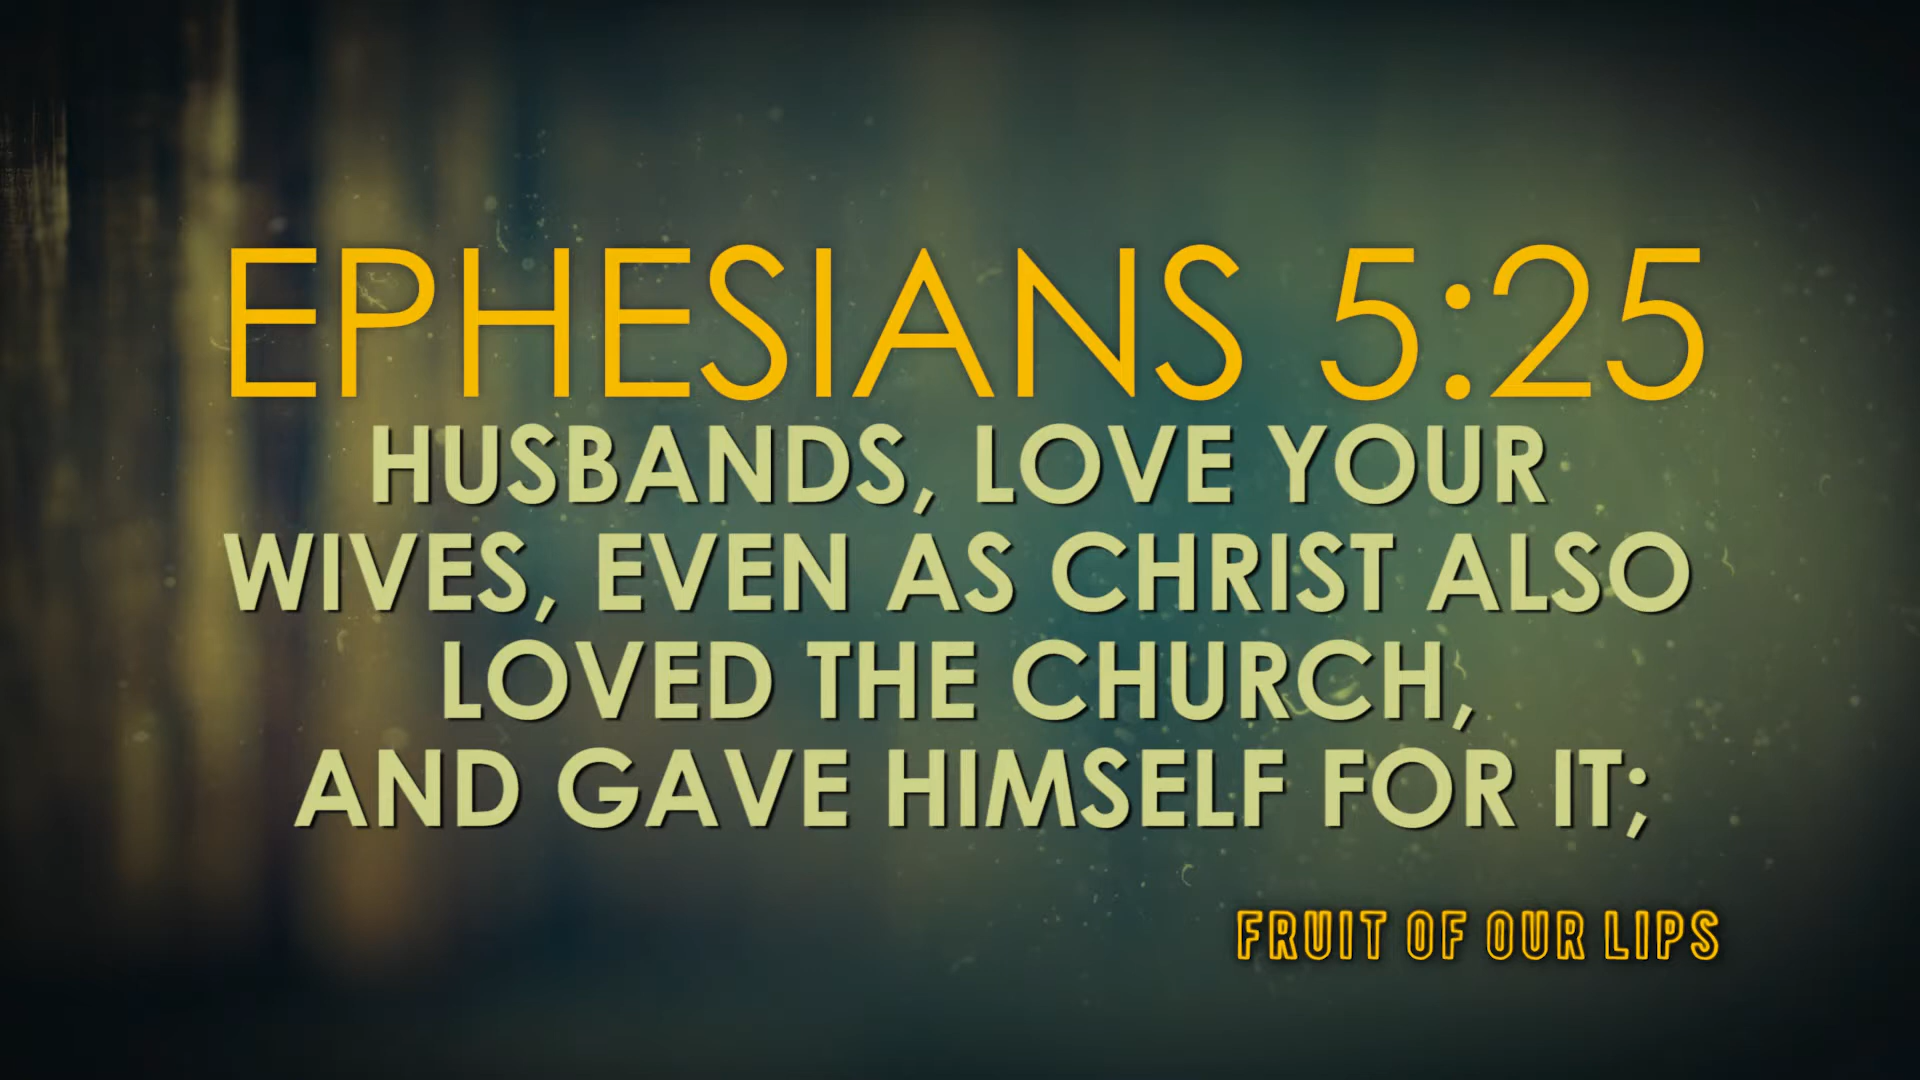 EPHESIANS 5:25
HUSBANDS, LOVE YOUR
WIVES, EVEN AS CHRIST ALSO
LOVED THE CHURCH,
AND GAVE HIMSELF FOR IT;
FRUIT OF OUR LIPS